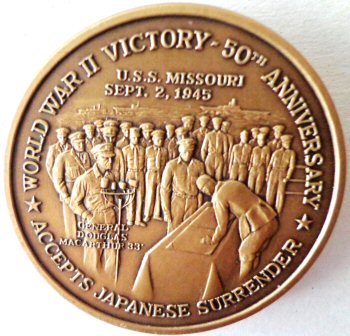 ★ WORLD WAR II VICTORY - 50TH ANNIVERSARY ★
U.S.S. MISSOURI
SEPT. 2, 1945
GENERAL
DOUGLAS
MACARTHUR 33°
ACCEPTS JAPANESE SURRENDER